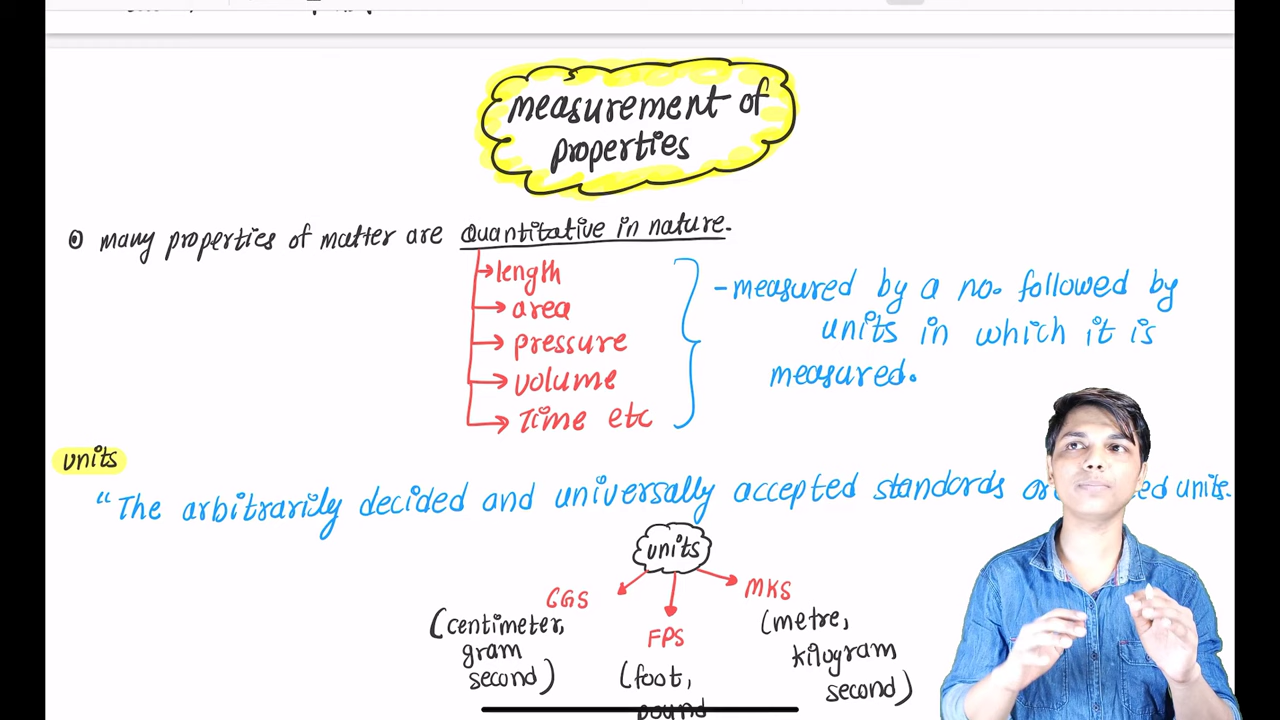 measurement of
properties
many properties of matter are Quantitative in nature.
length
area
pressure
volume
Time etc
-measured by a no. followed by
units in which it is
measured.
units
"The arbitrarily decided and universally accepted standards units.
units
CGS
(centimeter,
gram
second)
FPS
(foot,
pound
MKS
(metre,
kilogram
second)